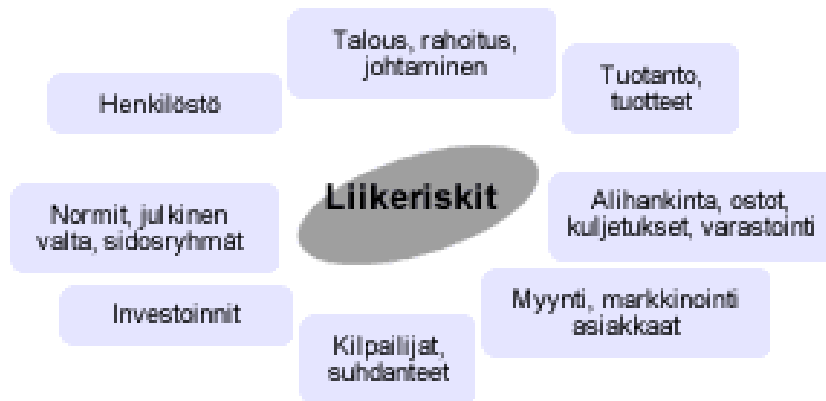 Talous, rahoitus,
johtaminen
Tuotanto,
tuotteet
Henkilöstö
Liikeriskit
Alihankinta, ostot,
kuljetukset, varastointi
Normit, julkinen
valta, sidosryhmät
Myynti, markkinointi
asiakkaat
Investoinnit
Kilpailijat,
suhdanteet